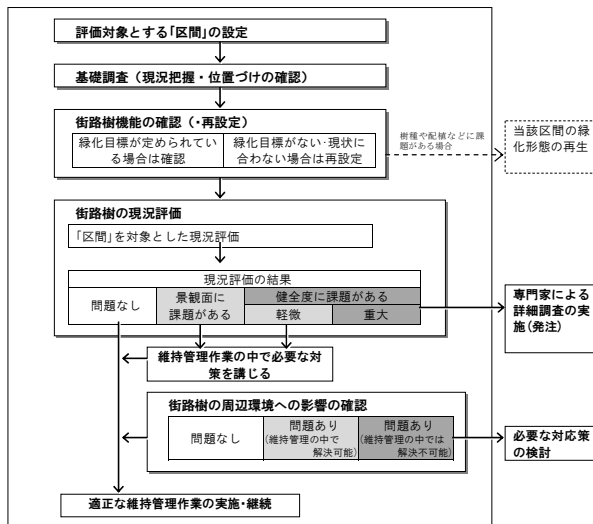 評価対象とする「区間」の設定
基礎調査（現況把握・位置づけの確認）
街路樹機能の確認（・再設定）
緑化目標が定められてい
る場合は確認
緑化目標がない・現状に
合わない場合は再設定
樹種や配植などに課
題がある場合
当該区間の緑
化形態の再生
街路樹の現況評価
「区間」を対象とした現況評価
現況評価の結果
問題なし
景観面に
課題がある
健全度に課題がある
軽微
重大
専門家による
詳細調査の実
施(発注)
維持管理作業の中で必要な対
策を講じる
街路樹の周辺環境への影響の確認
問題なし
問題あり
(維持管理の中で
解決可能)
問題あり
(維持管理の中では
解決不可能)
必要な対応策
の検討
適正な維持管理作業の実施・継続